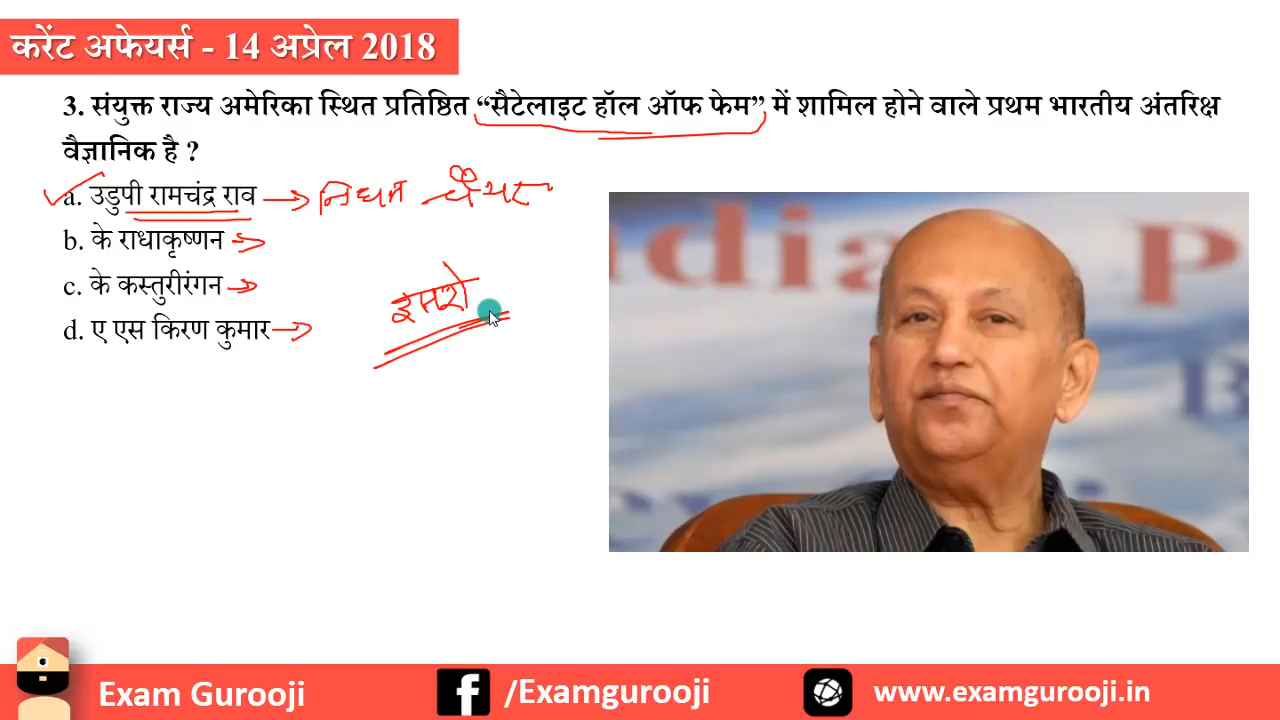 करेंट अफेयर्स - 14 अप्रेल 2018
3. संयुक्त राज्य अमेरिका स्थित प्रतिष्ठित “सैटेलाइट हॉल ऑफ फेम” में शामिल होने वाले प्रथम भारतीय अंतरिक्ष
वैज्ञानिक है ?
a. उडुपी रामचंद्र राव
निधन
b. के राधाकृष्णन
c. के कस्तुरीरंगन
इसरो
d. ए एस किरण कुमार
Exam Gurooji
/Examgurooji
www.examgurooji.in